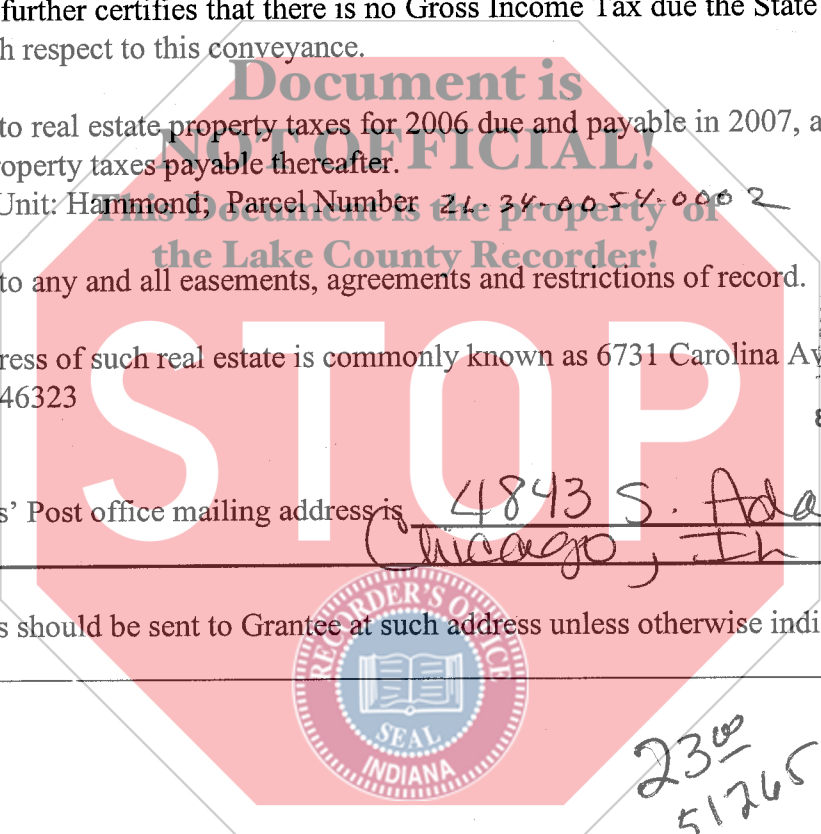 further certifies that there is no Gross Income Tax due the State
h respect to this conveyance.
Document is
to real estate property taxes for 2006 due and payable in 2007, a
NOT OFFICIAL!
roperty taxes payable thereafter.
Unit: Hammond; Parcel Number 26-34-0054-0002
This Document is the property of
the Lake County Recorder!
to any and all easements, agreements and restrictions of record.
STOP
ress of such real estate is commonly known as 6731 Carolina Av
46323
s' Post office mailing address is 4843 S. Ada
Chicago, Il
RECORDER'S OFFICE
s should be sent to Grantee at such address unless otherwise indi
SEAL
INDIANA
23 00
51265